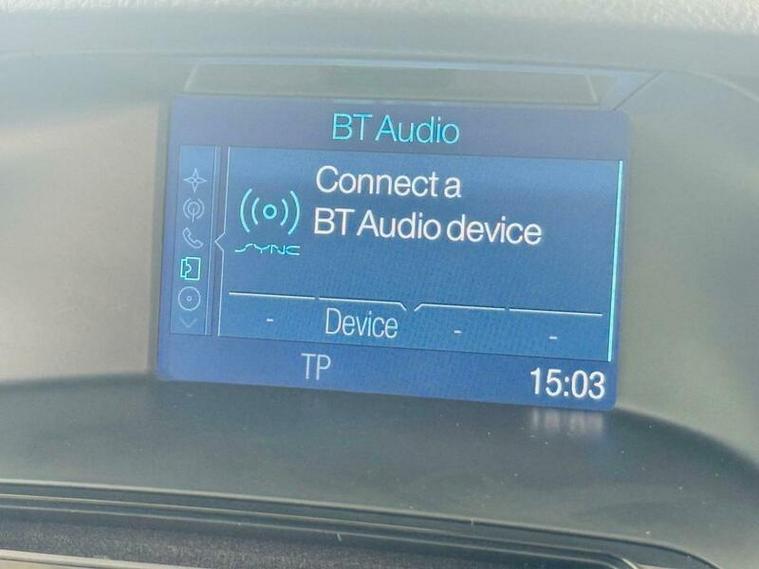 BT Audio
Connect a
BT Audio device
SYNC
- Device - -
TP 15:03